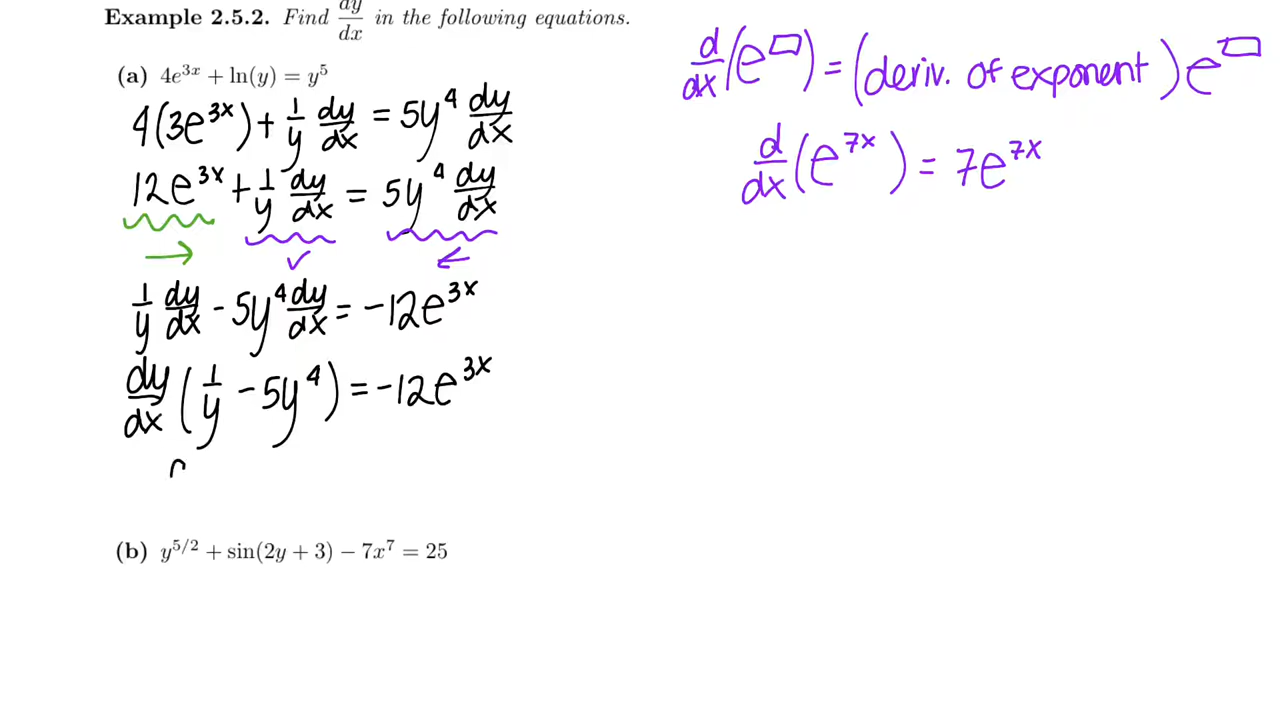 Example 2.5.2. Find dy/dx in the following equations.
(a) 4e^{3x} + ln(y) = y^5
4(3e^{3x}) + 1/y dy/dx = 5y^4 dy/dx
12e^{3x} + 1/y dy/dx = 5y^4 dy/dx
1/y dy/dx - 5y^4 dy/dx = -12e^{3x}
dy/dx (1/y - 5y^4) = -12e^{3x}
(b) y^{5/2} + sin(2y + 3) − 7x^7 = 25
d/dx (e^□) = (deriv. of exponent) e^□
d/dx (e^{7x}) = 7e^{7x}